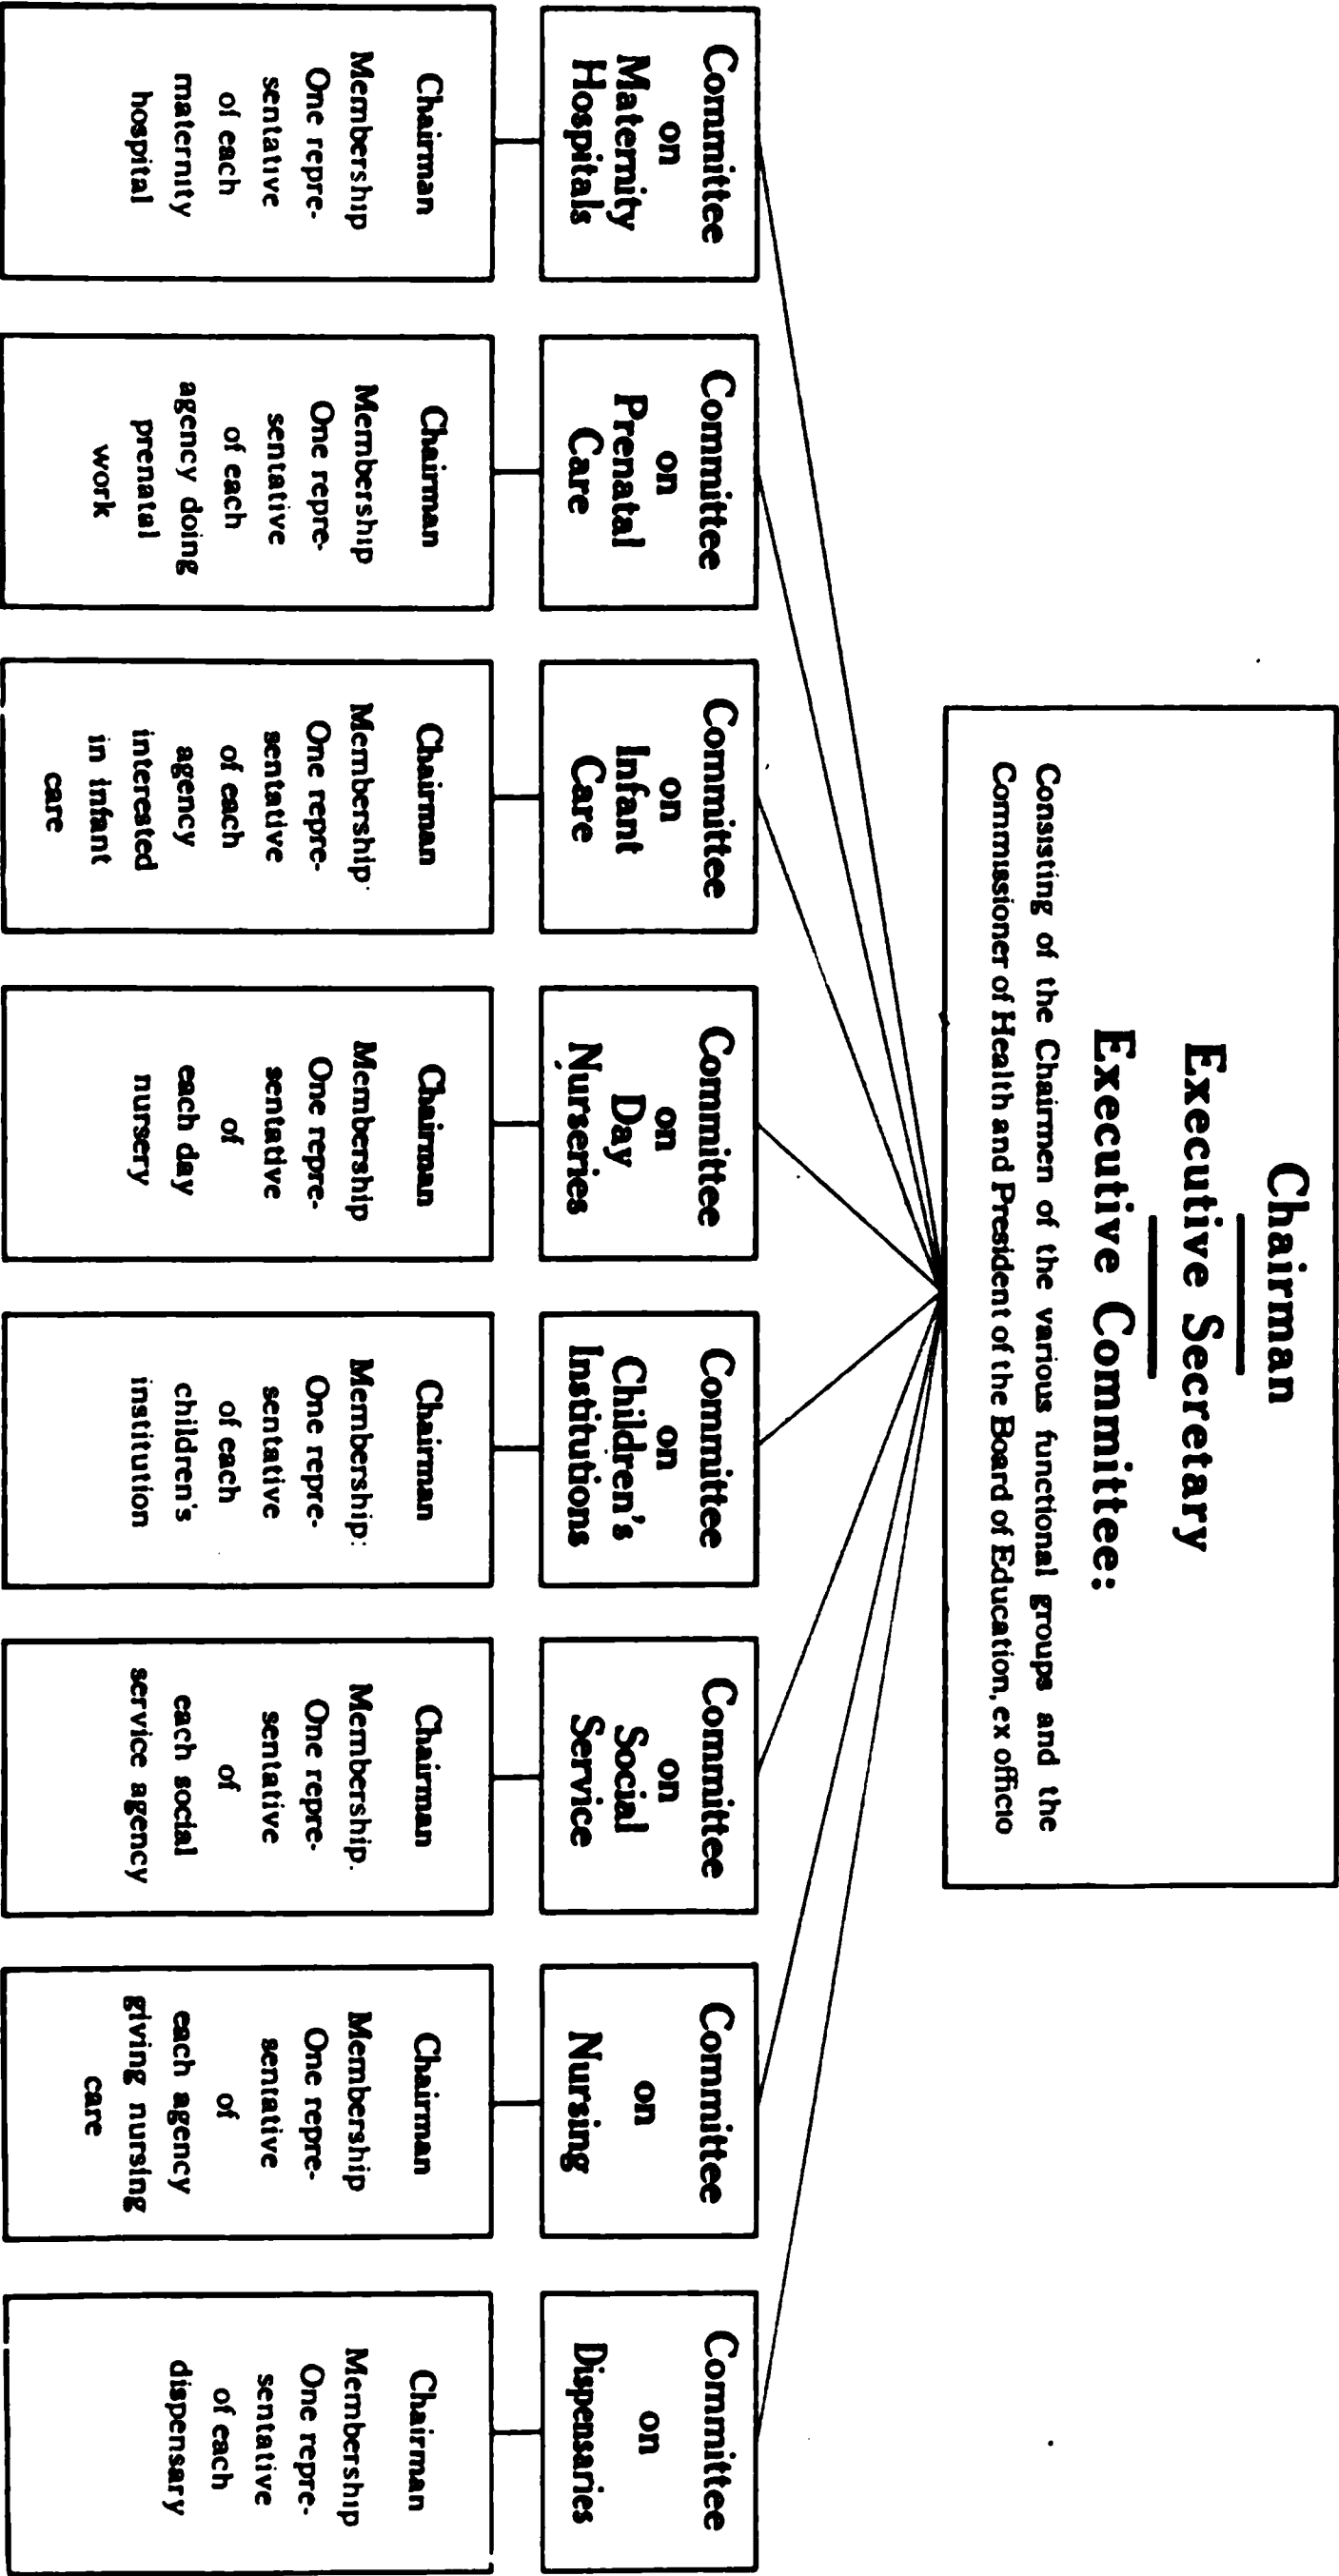 Chairman
Executive Secretary
Executive Committee:
Consisting of the Chairmen of the various functional groups and the
Commissioner of Health and President of the Board of Education, ex officio
Committee
on
Maternity
Hospitals
Chairman
Membership
One repre-
sentative
of each
maternity
hospital
Committee
on
Prenatal
Care
Chairman
Membership
One repre-
sentative
of each
agency doing
prenatal
work
Committee
on
Infant
Care
Chairman
Membership
One repre-
sentative
of each
agency
interested
in infant
care
Committee
on
Day
Nurseries
Chairman
Membership
One repre-
sentative
of
each day
nursery
Committee
on
Children's
Institutions
Chairman
Membership:
One repre-
sentative
of each
children's
institution
Committee
on
Social
Service
Chairman
Membership.
One repre-
sentative
of
each social
service agency
Committee
on
Nursing
Chairman
Membership
One repre-
sentative
of
each agency
giving nursing
care
Committee
on
Dispensaries
Chairman
Membership
One repre-
sentative
of each
dispensary